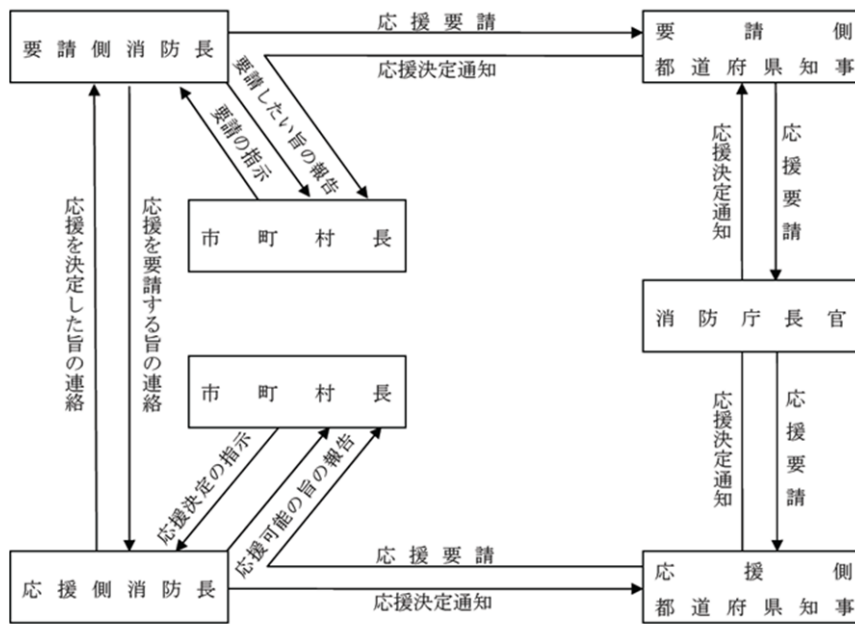 要請側消防長
応援要請
要請側
都道府県知事
応援決定通知
要請したい旨の報告
要請の指示
市町村長
応援決定通知
応援要請
応援を決定した旨の連絡
応援を要請する旨の連絡
消防庁長官
市町村長
応援決定の指示
応援可能の旨の報告
応援決定通知
応援要請
応援要請
応援側消防長
応援側
都道府県知事
応援決定通知